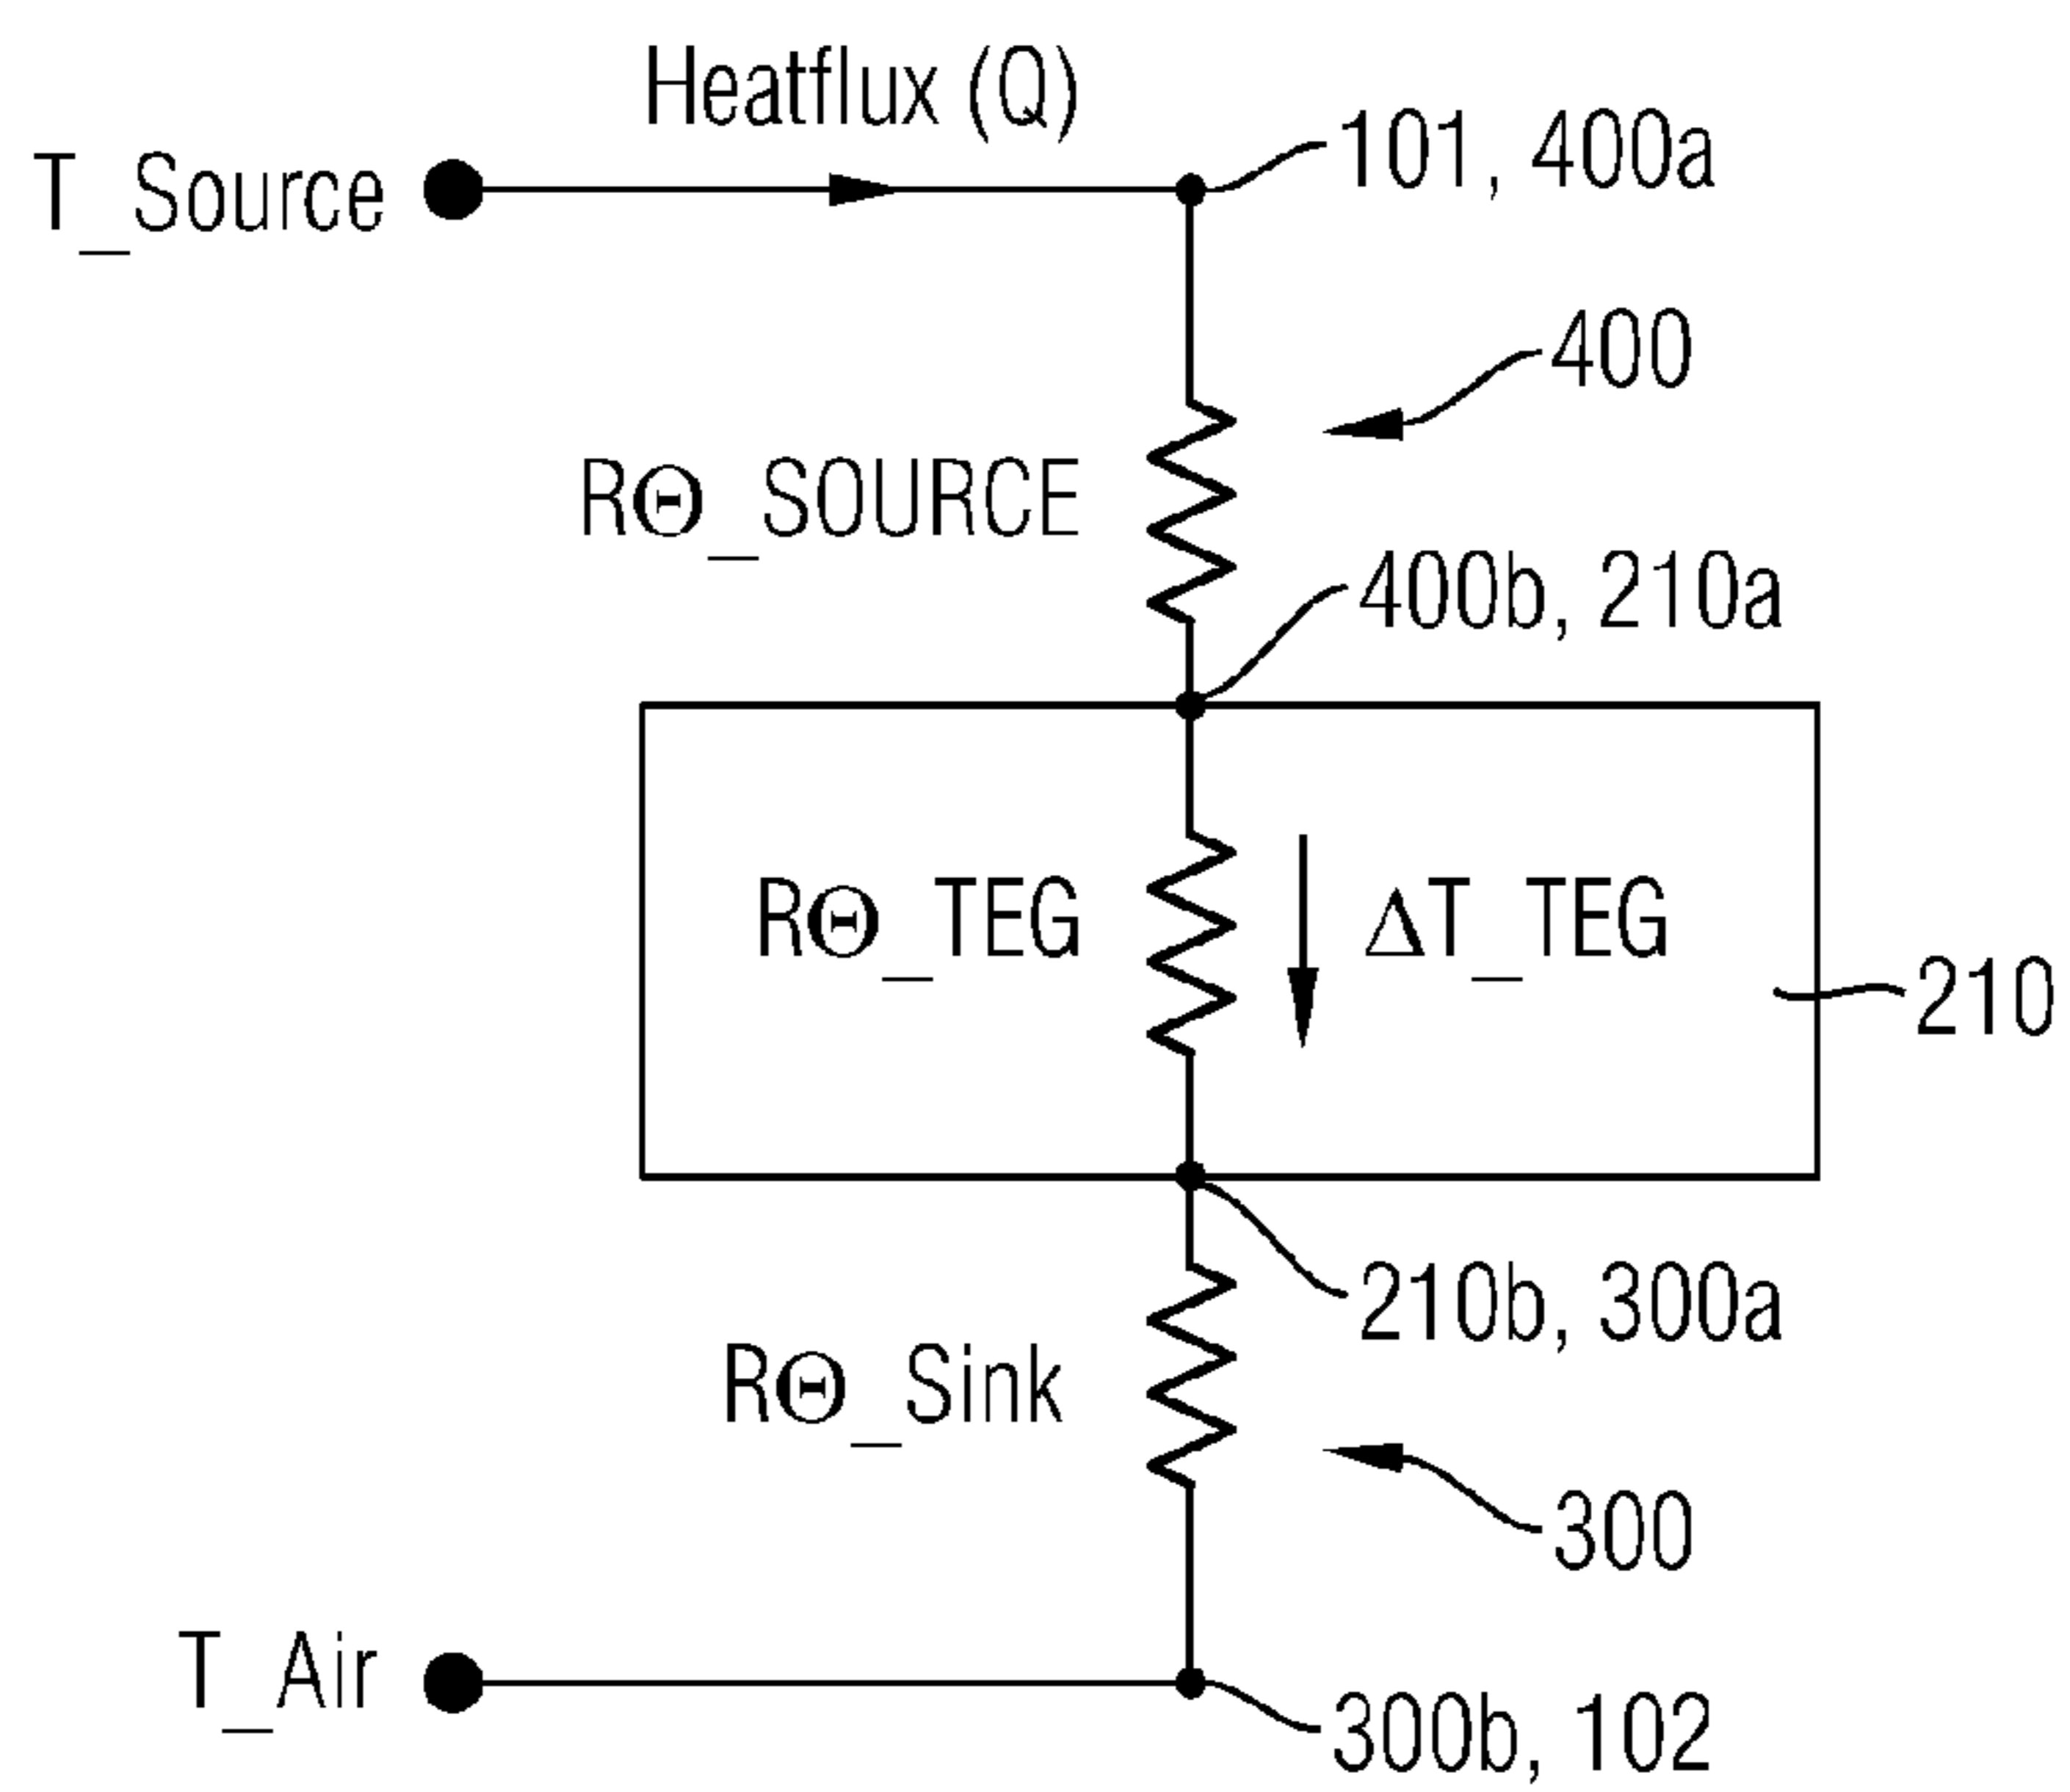 Heatflux (Q)
T_Source
101, 400a
400
RΘ_SOURCE
400b, 210a
RΘ_TEG
ΔT_TEG
210
210b, 300a
RΘ_Sink
300
T_Air
300b, 102